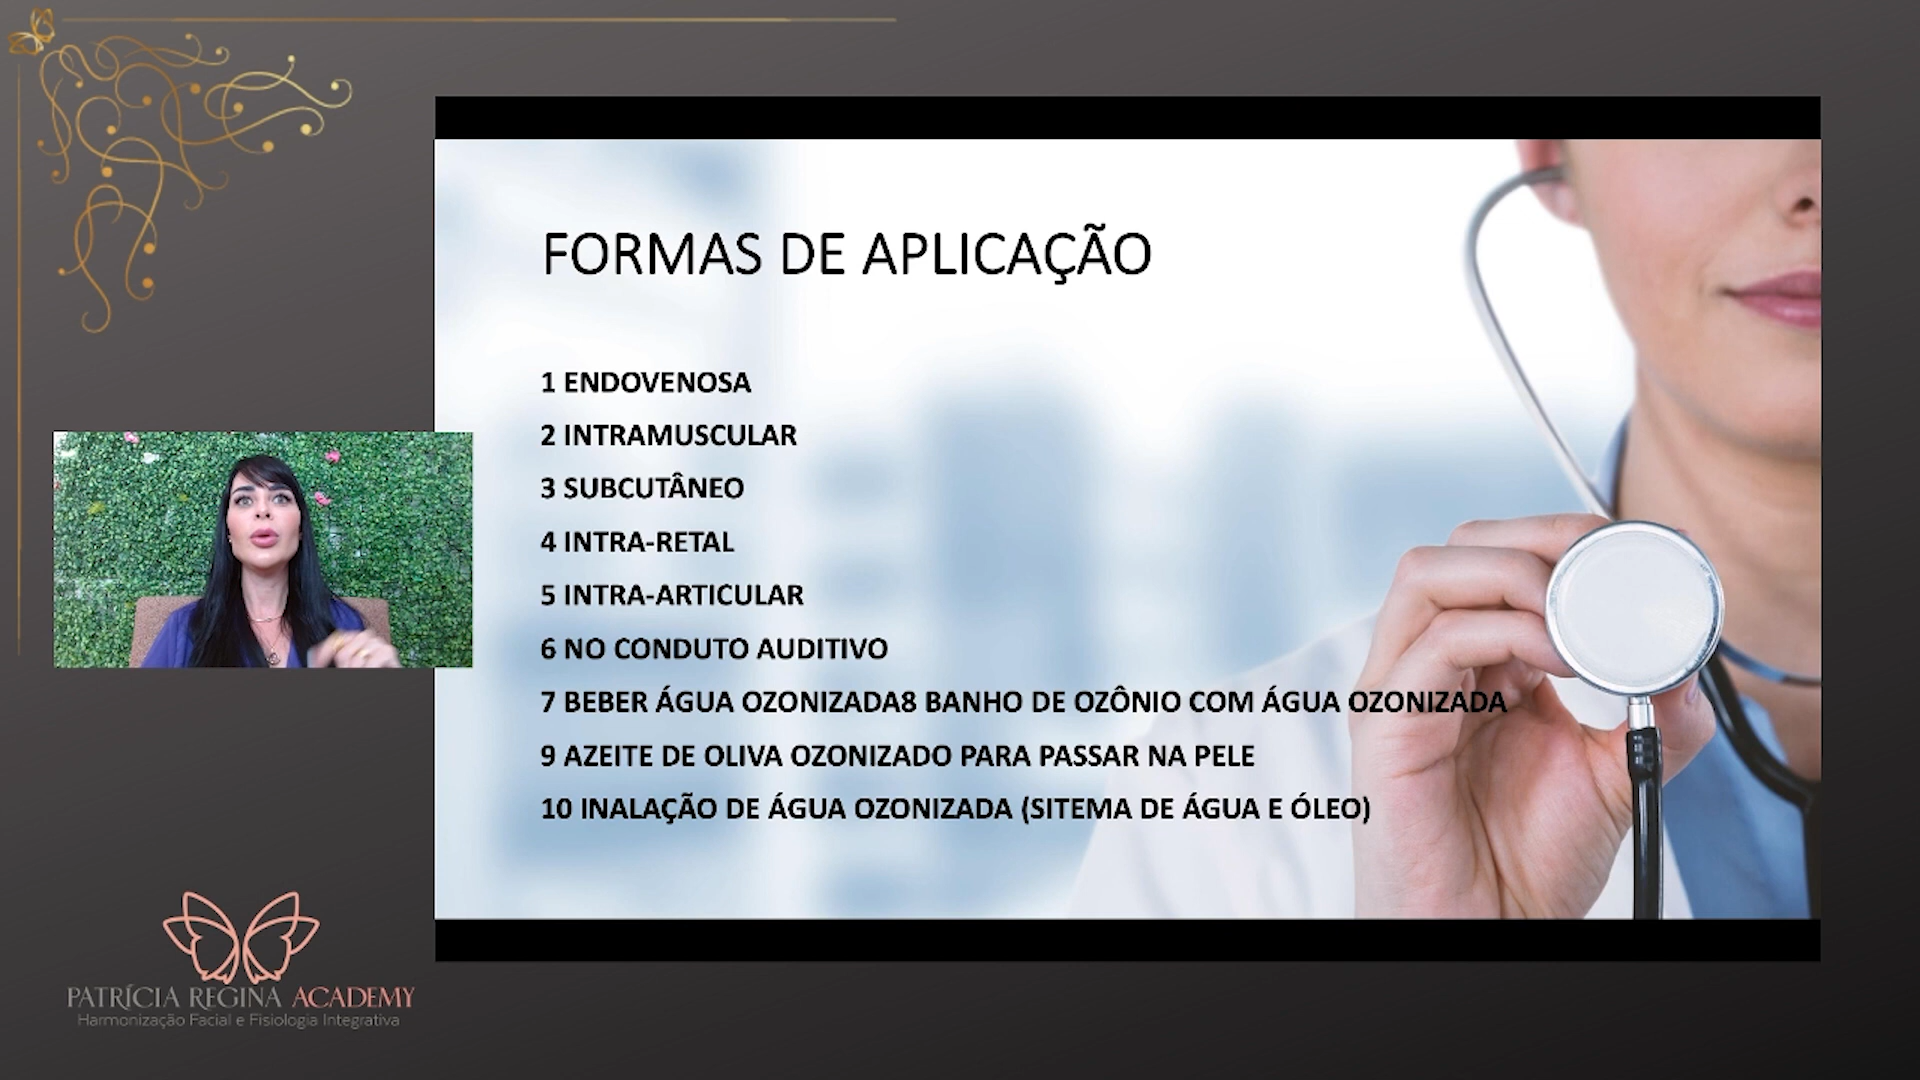 FORMAS DE APLICAÇÃO
1 ENDOVENOSA
2 INTRAMUSCULAR
3 SUBCUTÂNEO
4 INTRA-RETAL
5 INTRA-ARTICULAR
6 NO CONDUTO AUDITIVO
7 BEBER ÁGUA OZONIZADA8 BANHO DE OZÔNIO COM ÁGUA OZONIZADA
9 AZEITE DE OLIVA OZONIZADO PARA PASSAR NA PELE
10 INALAÇÃO DE ÁGUA OZONIZADA (SITEMA DE ÁGUA E ÓLEO)
PATRÍCIA REGINA ACADEMY
Harmonização Facial e Fisiologia Integrativa